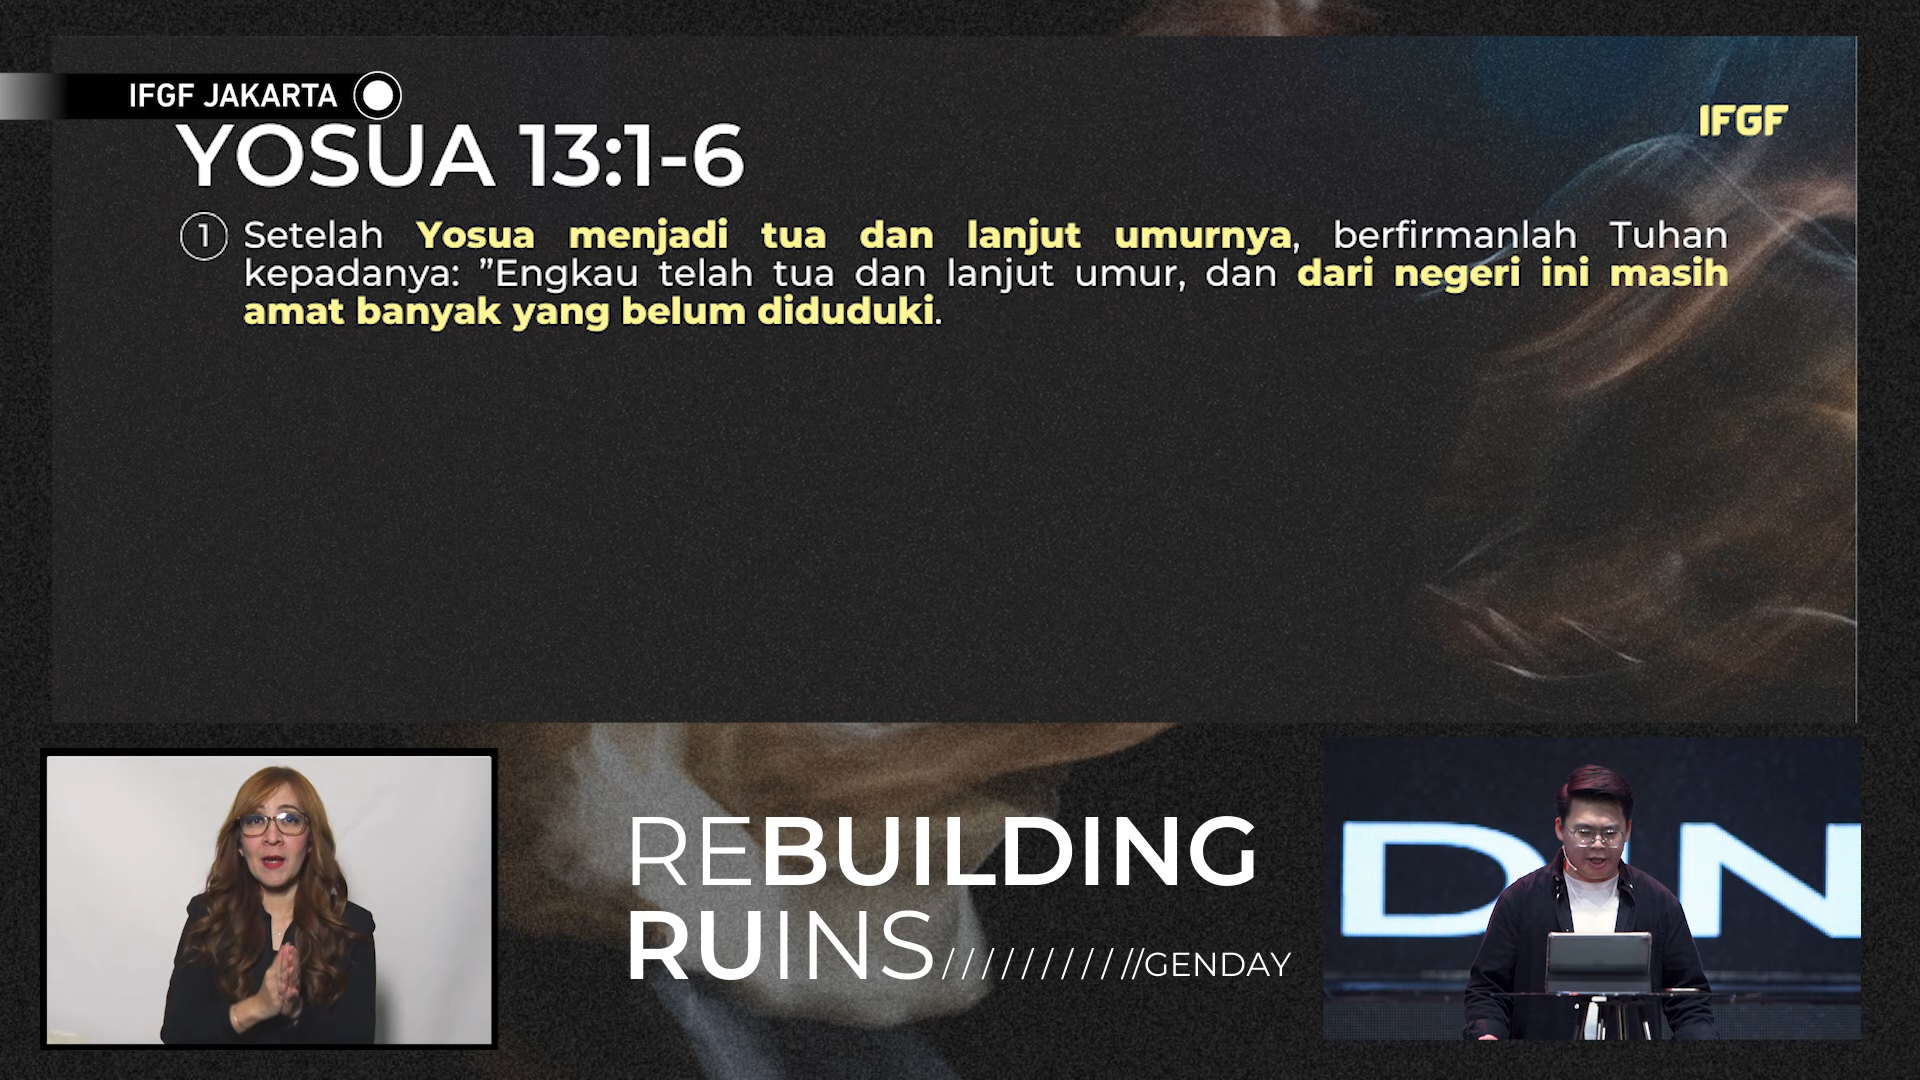 IFGF JAKARTA
IFGF
YOSUA 13:1-6
1 Setelah Yosua menjadi tua dan lanjut umurnya, berfirmanlah Tuhan
kepadanya: ”Engkau telah tua dan lanjut umur, dan dari negeri ini masih
amat banyak yang belum diduduki.
REBUILDING
RUINS///////////GENDAY
D N